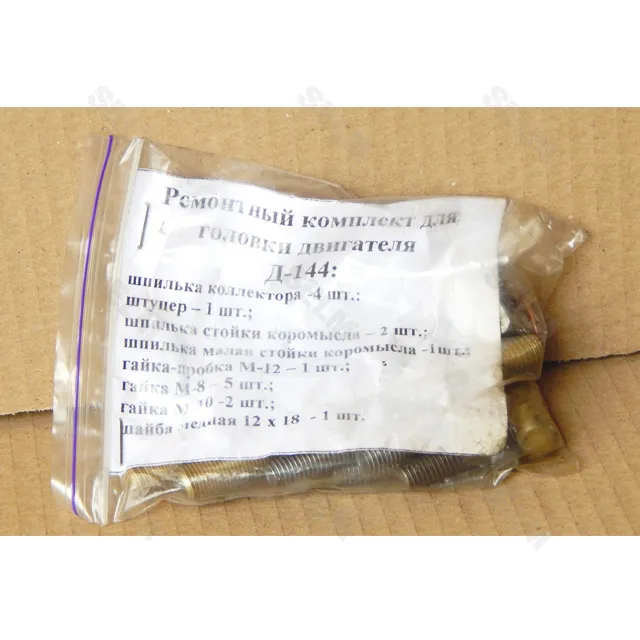 Ремонтный комплект для
головки двигателя
Д-144:
шпилька коллектора -4 шт.:
штуцер – 1 шт.;
шпилька стойки коромысла – 2 шт.;
шпилька малая стойки коромысла -1шт.;
гайка-пробка М-12 – 1 шт.;
гайка М-8 – 5 шт.;
гайка М-10 -2 шт.;
шайба медная 12 х 18 - 1 шт.